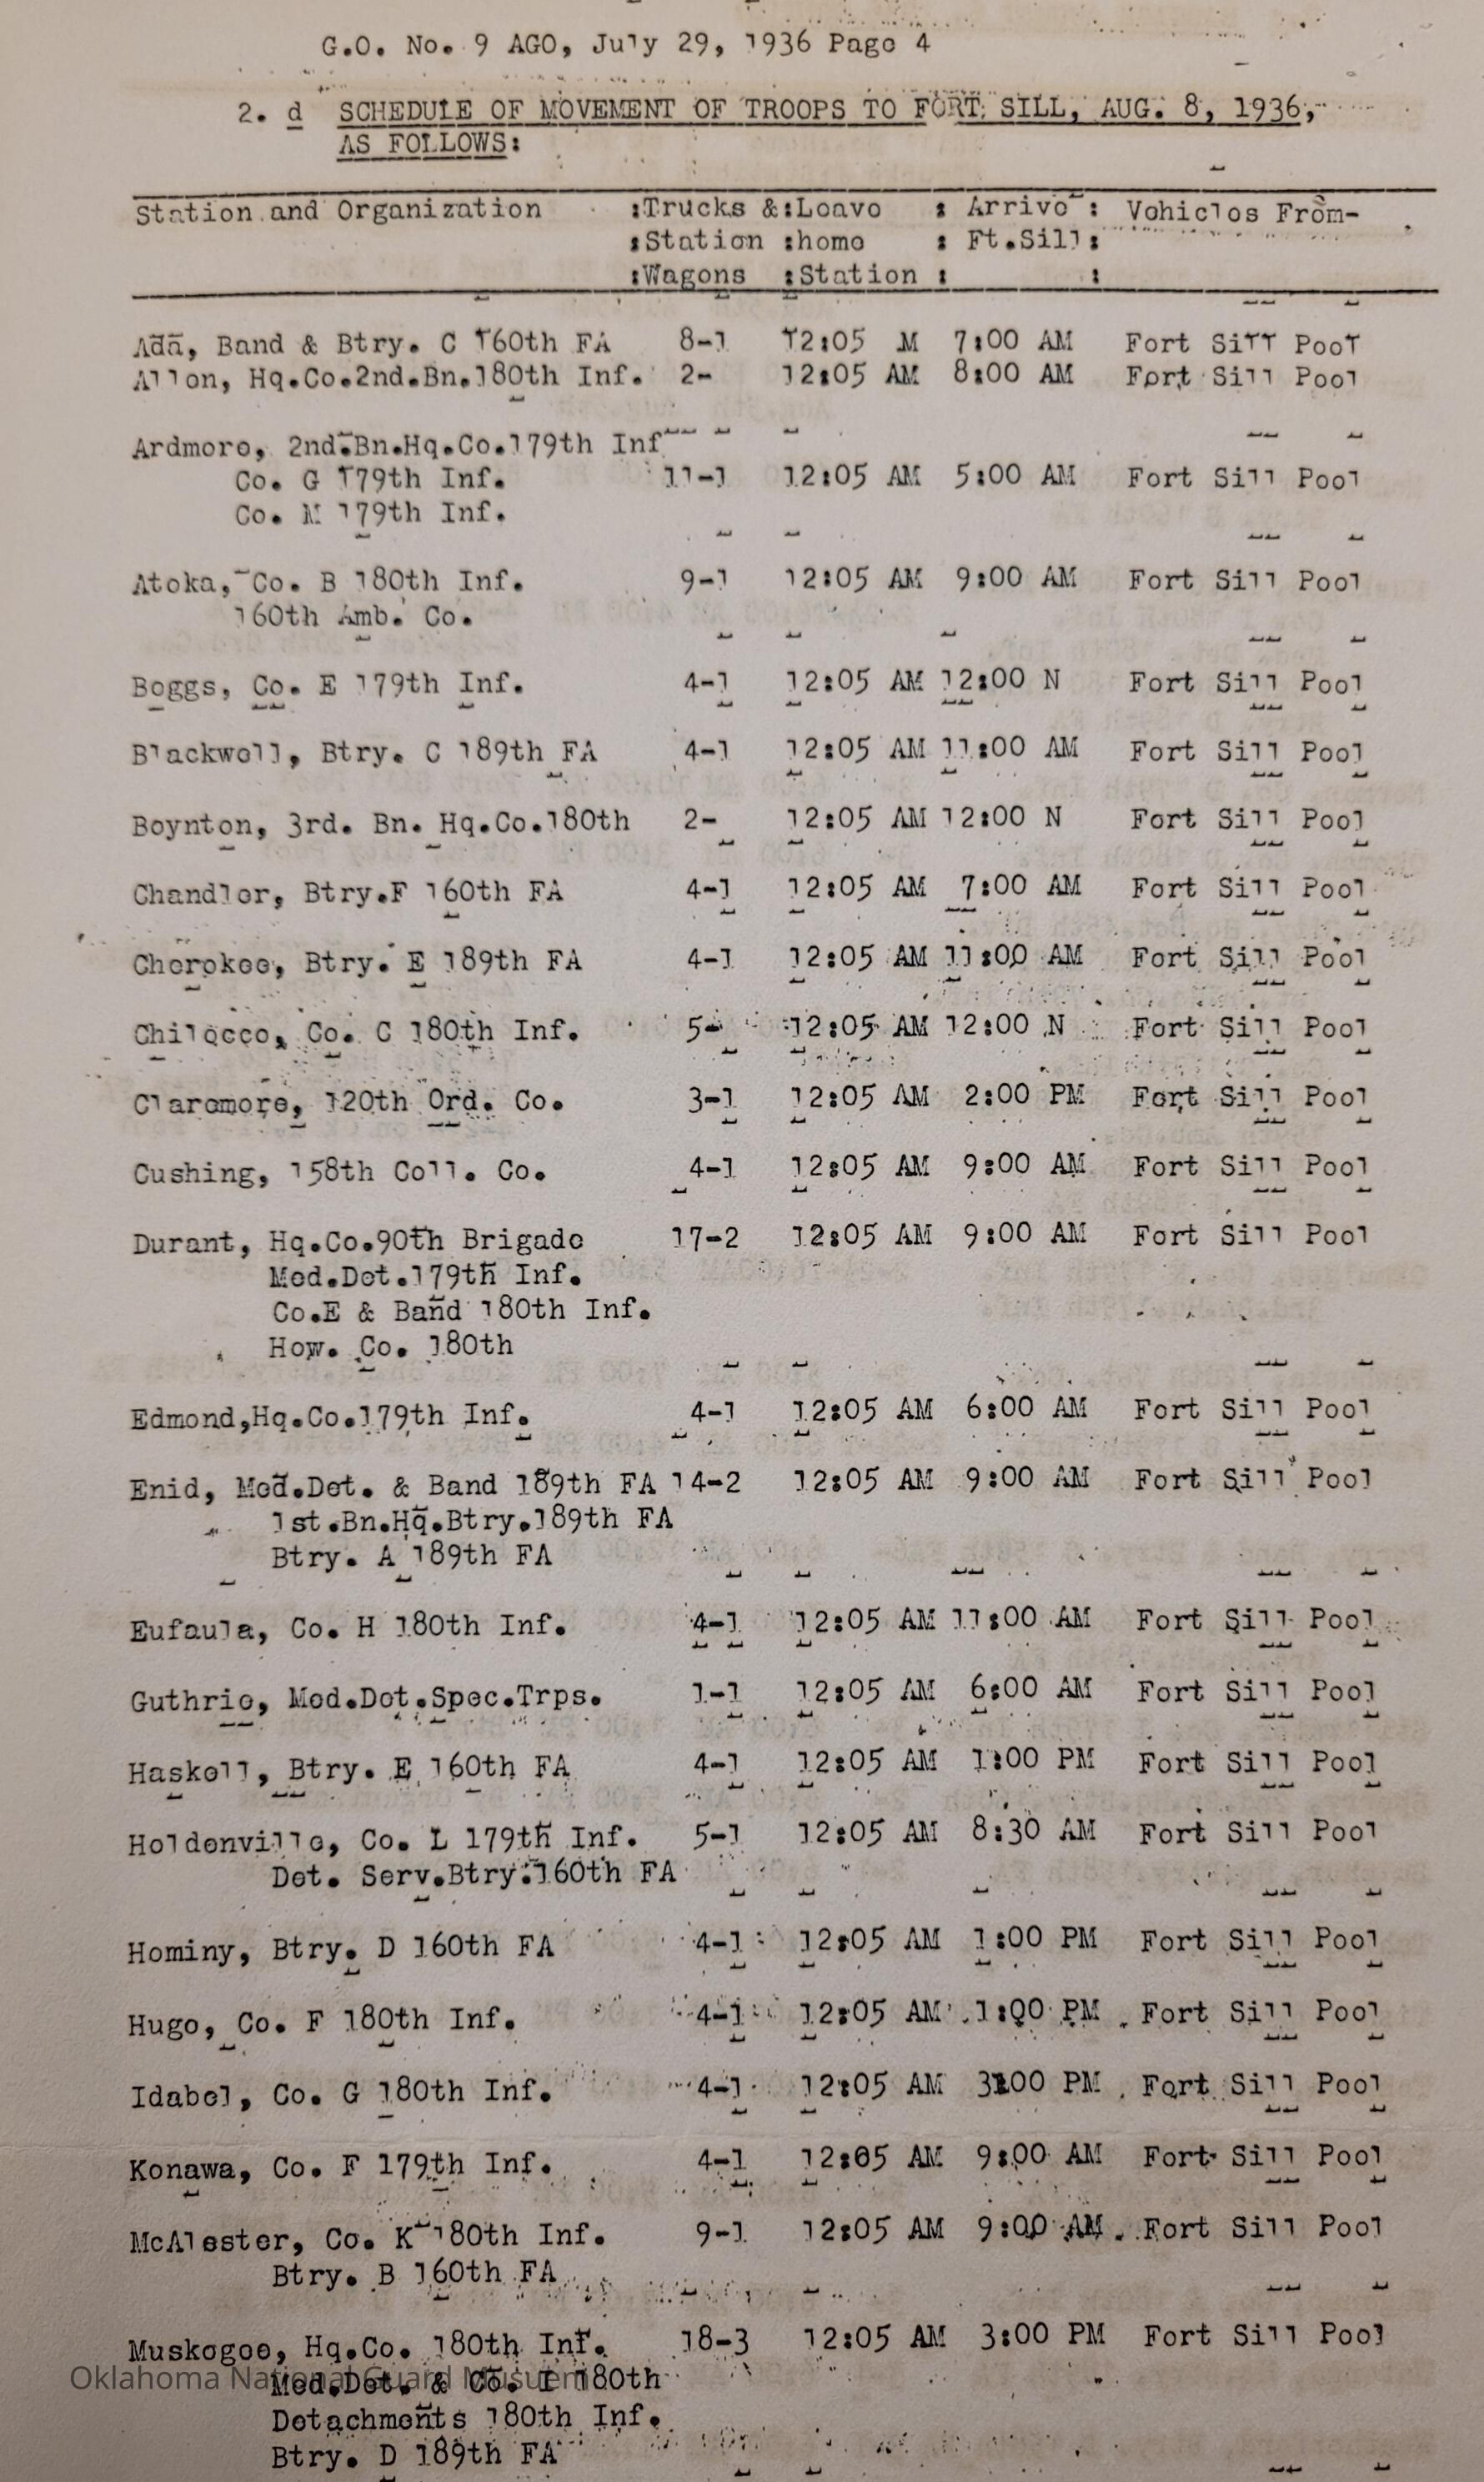 G.O. No. 9 AGO, July 29, 1936 Page 4
2. d SCHEDULE OF MOVEMENT OF TROOPS TO FORT SILL, AUG. 8, 1936,
AS FOLLOWS:
Station and Organization :Trucks &:Leave : Arrive : Vehicles From-
:Station :home : Ft.Sill:
:Wagons :Station : :
Ada, Band & Btry. C 160th FA 8-1 12:05 M 7:00 AM Fort Sill Pool
Allen, Hq.Co.2nd.Bn.180th Inf. 2- 12:05 AM 8:00 AM Fort Sill Pool
Ardmore, 2nd.Bn.Hq.Co.179th Inf
Co. G 179th Inf. 11-1 12:05 AM 5:00 AM Fort Sill Pool
Co. M 179th Inf.
Atoka, Co. B 180th Inf. 9-1 12:05 AM 9:00 AM Fort Sill Pool
160th Amb. Co.
Boggs, Co. E 179th Inf. 4-1 12:05 AM 12:00 N Fort Sill Pool
Blackwell, Btry. C 189th FA 4-1 12:05 AM 11:00 AM Fort Sill Pool
Boynton, 3rd. Bn. Hq.Co.180th 2- 12:05 AM 12:00 N Fort Sill Pool
Chandler, Btry.F 160th FA 4-1 12:05 AM 7:00 AM Fort Sill Pool
Cherokee, Btry. E 189th FA 4-1 12:05 AM 11:00 AM Fort Sill Pool
Chilocco, Co. C 180th Inf. 5- 12:05 AM 12:00 N Fort Sill Pool
Claremore, 120th Ord. Co. 3-1 12:05 AM 2:00 PM Fort Sill Pool
Cushing, 158th Coll. Co. 4-1 12:05 AM 9:00 AM Fort Sill Pool
Durant, Hq.Co.90th Brigade 17-2 12:05 AM 9:00 AM Fort Sill Pool
Med.Det.179th Inf.
Co.E & Band 180th Inf.
How. Co. 180th
Edmond,Hq.Co.179th Inf. 4-1 12:05 AM 6:00 AM Fort Sill Pool
Enid, Med.Det. & Band 189th FA 14-2 12:05 AM 9:00 AM Fort Sill Pool
1st.Bn.Hq.Btry.189th FA
Btry. A 189th FA
Eufaula, Co. H 180th Inf. 4-1 12:05 AM 11:00 AM Fort Sill Pool
Guthrie, Med.Det.Spec.Trps. 1-1 12:05 AM 6:00 AM Fort Sill Pool
Haskell, Btry. E 160th FA 4-1 12:05 AM 1:00 PM Fort Sill Pool
Holdenville, Co. L 179th Inf. 5-1 12:05 AM 8:30 AM Fort Sill Pool
Det. Serv.Btry.160th FA
Hominy, Btry. D 160th FA 4-1 12:05 AM 1:00 PM Fort Sill Pool
Hugo, Co. F 180th Inf. 4-1 12:05 AM 1:00 PM Fort Sill Pool
Idabel, Co. G 180th Inf. 4-1 12:05 AM 3:00 PM Fort Sill Pool
Konawa, Co. F 179th Inf. 4-1 12:05 AM 9:00 AM Fort Sill Pool
McAlester, Co. K 180th Inf. 9-1 12:05 AM 9:00 AM. Fort Sill Pool
Btry. B 160th FA
Muskogee, Hq.Co. 180th Inf. 18-3 12:05 AM 3:00 PM Fort Sill Pool
Oklahoma National Guard Musuem
Med.Det. & Co. I 180th
Detachments 180th Inf.
Btry. D 189th FA